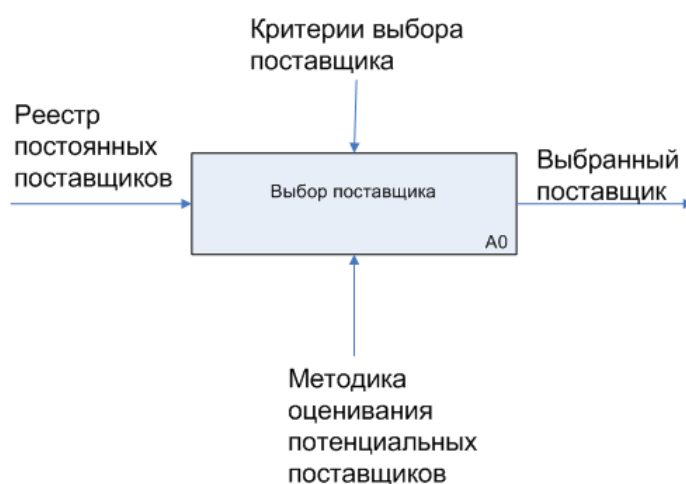 Критерии выбора
поставщика
Реестр
постоянных
поставщиков
Выбор поставщика
A0
Выбранный
поставщик
Методика
оценивания
потенциальных
поставщиков